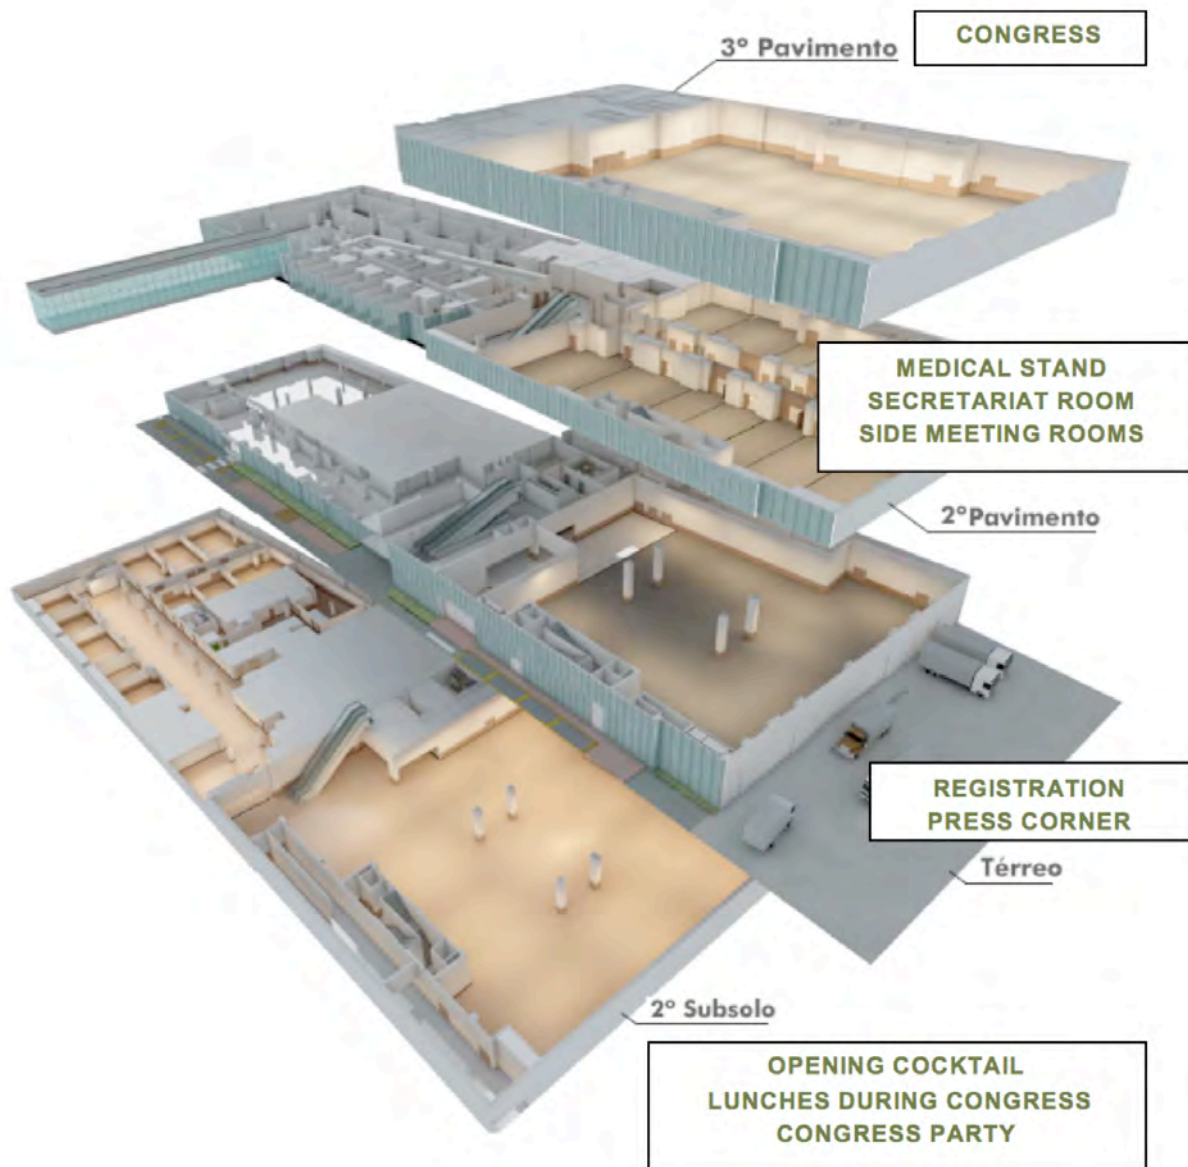 CONGRESS
3º Pavimento
MEDICAL STAND
SECRETARIAT ROOM
SIDE MEETING ROOMS
2ºPavimento
REGISTRATION
PRESS CORNER
Térreo
2º Subsolo
OPENING COCKTAIL
LUNCHES DURING CONGRESS
CONGRESS PARTY